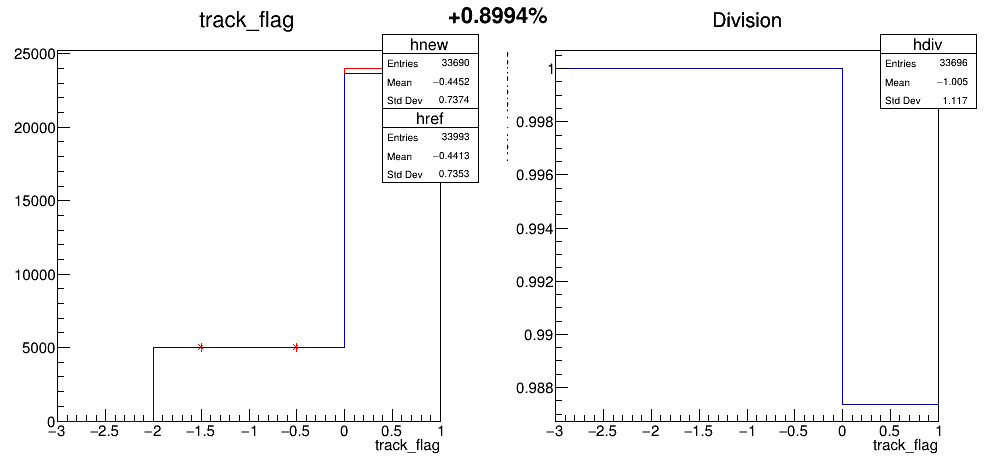 track_flag
+0.8994%
Division
hnew
Entries 33690
Mean −0.4452
Std Dev 0.7374
href
Entries 33993
Mean −0.4413
Std Dev 0.7353
25000
20000
15000
10000
5000
0
−3 −2.5 −2 −1.5 −1 −0.5 0 0.5 1
track_flag
hdiv
Entries 33696
Mean −1.005
Std Dev 1.117
1
0.998
0.996
0.994
0.992
0.99
0.988
−3 −2.5 −2 −1.5 −1 −0.5 0 0.5 1
track_flag